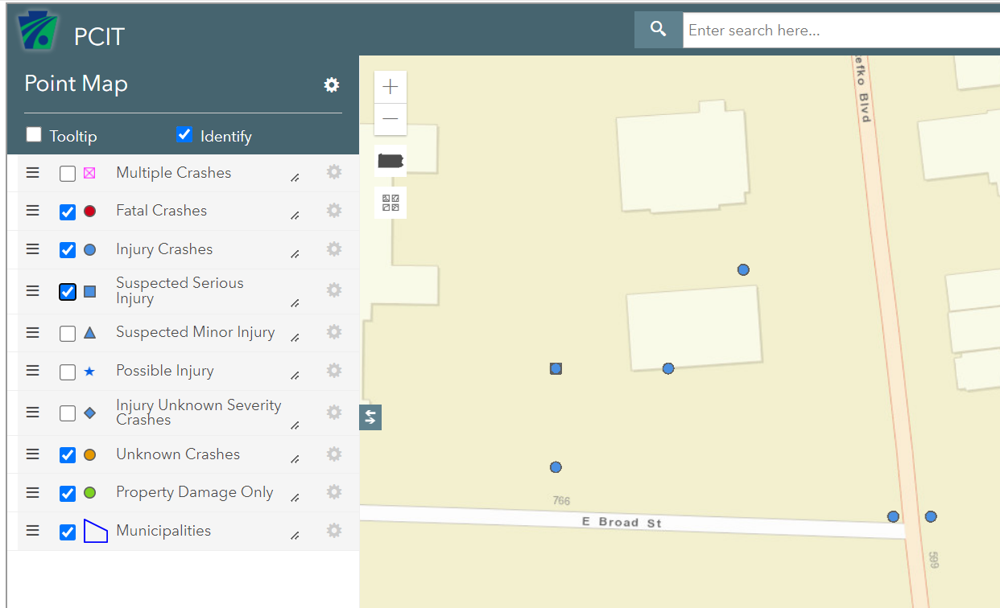 PCIT
Enter search here...
Point Map
Tooltip
Identify
Multiple Crashes
Fatal Crashes
Injury Crashes
Suspected Serious
Injury
Suspected Minor Injury
Possible Injury
Injury Unknown Severity
Crashes
Unknown Crashes
Property Damage Only
Municipalities
efko Blvd
766
E Broad St
599